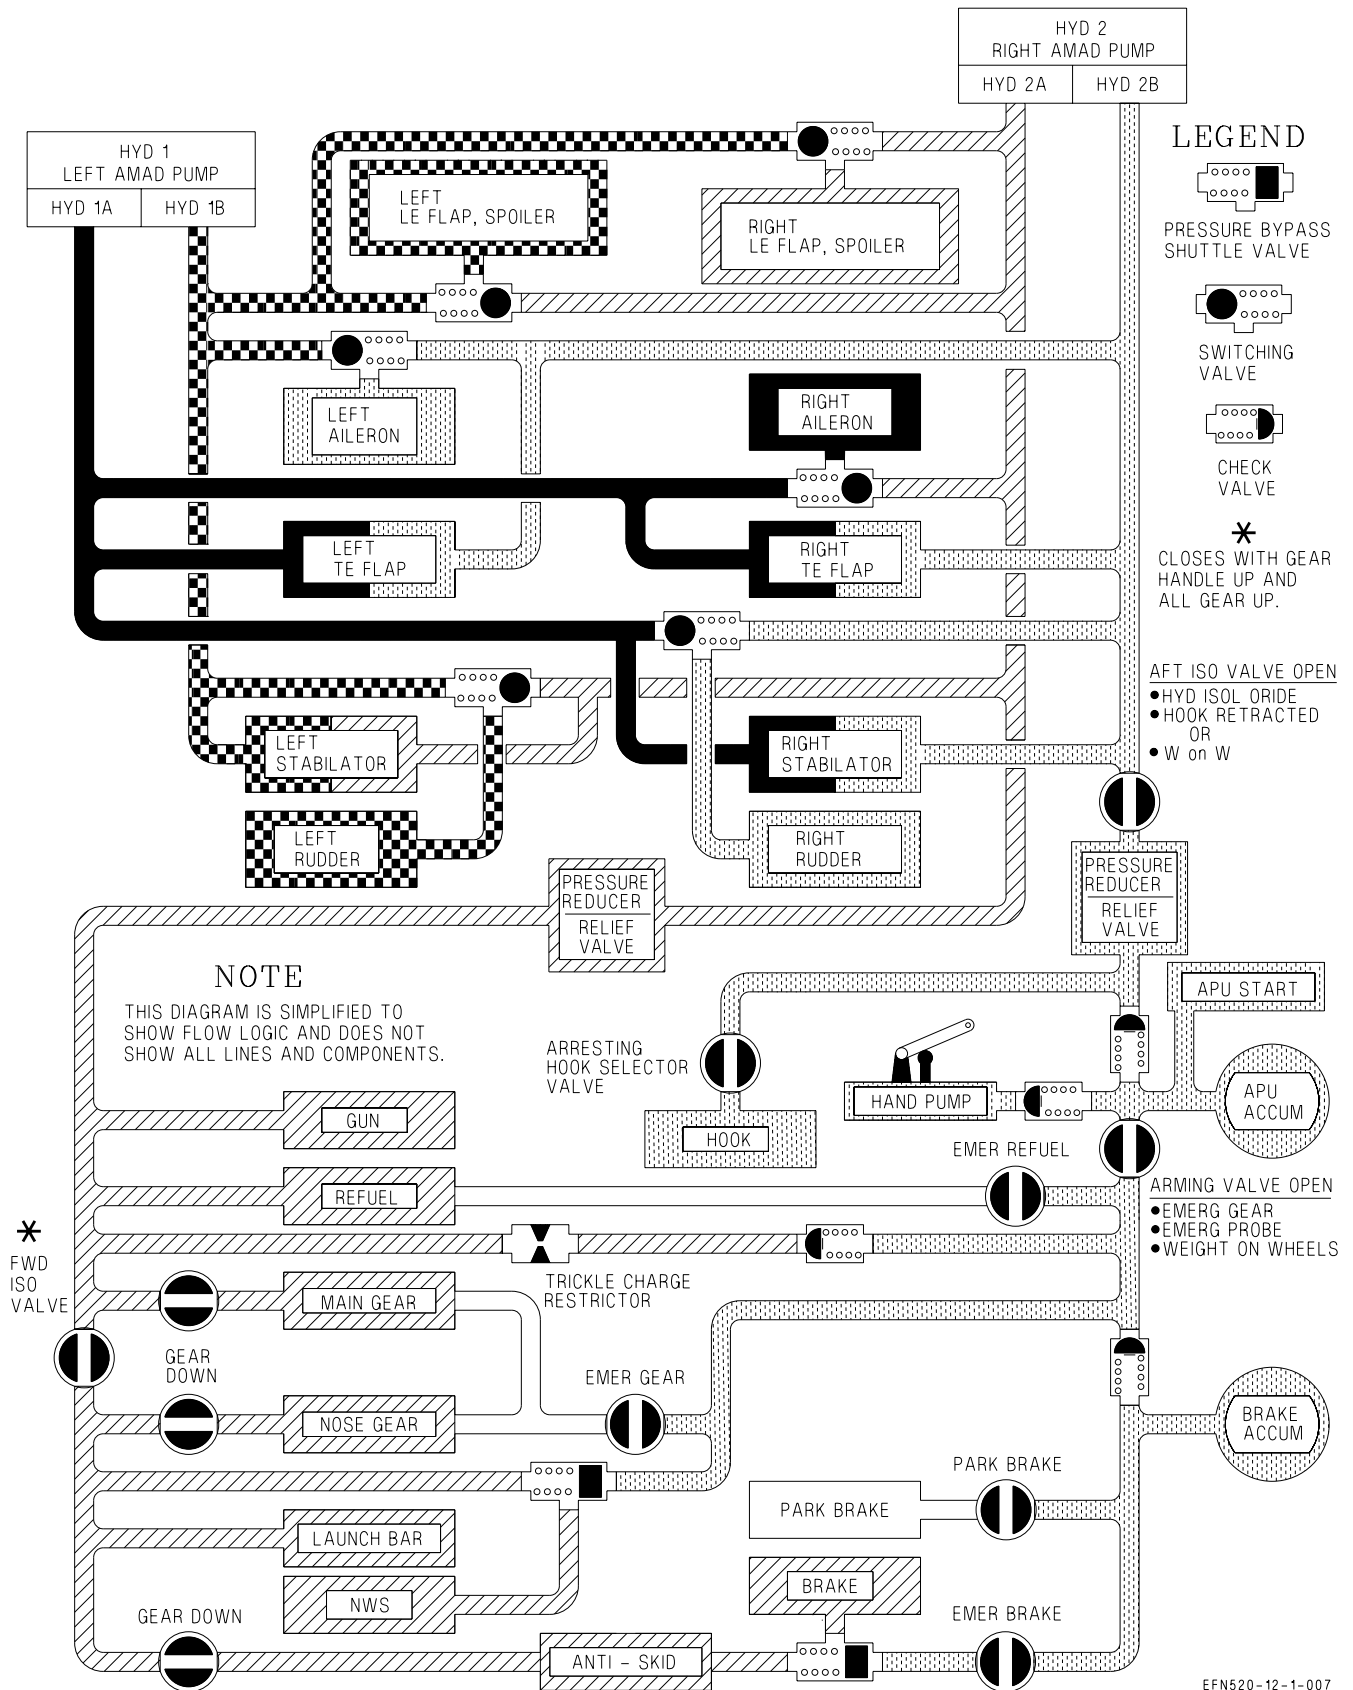 HYD 2
RIGHT AMAD PUMP
HYD 2A
HYD 2B
HYD 1
LEFT AMAD PUMP
HYD 1A
HYD 1B
LEFT
LE FLAP, SPOILER
RIGHT
LE FLAP, SPOILER
LEGEND
PRESSURE BYPASS
SHUTTLE VALVE
SWITCHING
VALVE
CHECK
VALVE
*
CLOSES WITH GEAR
HANDLE UP AND
ALL GEAR UP.
LEFT
AILERON
RIGHT
AILERON
LEFT
TE FLAP
RIGHT
TE FLAP
AFT ISO VALVE OPEN
●HYD ISOL ORIDE
●HOOK RETRACTED
OR
●W on W
LEFT
STABILATOR
RIGHT
STABILATOR
LEFT
RUDDER
RIGHT
RUDDER
PRESSURE
REDUCER
RELIEF
VALVE
PRESSURE
REDUCER
RELIEF
VALVE
NOTE
THIS DIAGRAM IS SIMPLIFIED TO
SHOW FLOW LOGIC AND DOES NOT
SHOW ALL LINES AND COMPONENTS.
APU START
ARRESTING
HOOK SELECTOR
VALVE
HAND PUMP
APU
ACCUM
GUN
HOOK
EMER REFUEL
REFUEL
ARMING VALVE OPEN
●EMERG GEAR
●EMERG PROBE
●WEIGHT ON WHEELS
*
FWD
ISO
VALVE
TRICKLE CHARGE
RESTRICTOR
MAIN GEAR
GEAR
DOWN
EMER GEAR
NOSE GEAR
BRAKE
ACCUM
PARK BRAKE
PARK BRAKE
LAUNCH BAR
NWS
BRAKE
GEAR DOWN
EMER BRAKE
ANTI - SKID
EFN520-12-1-007